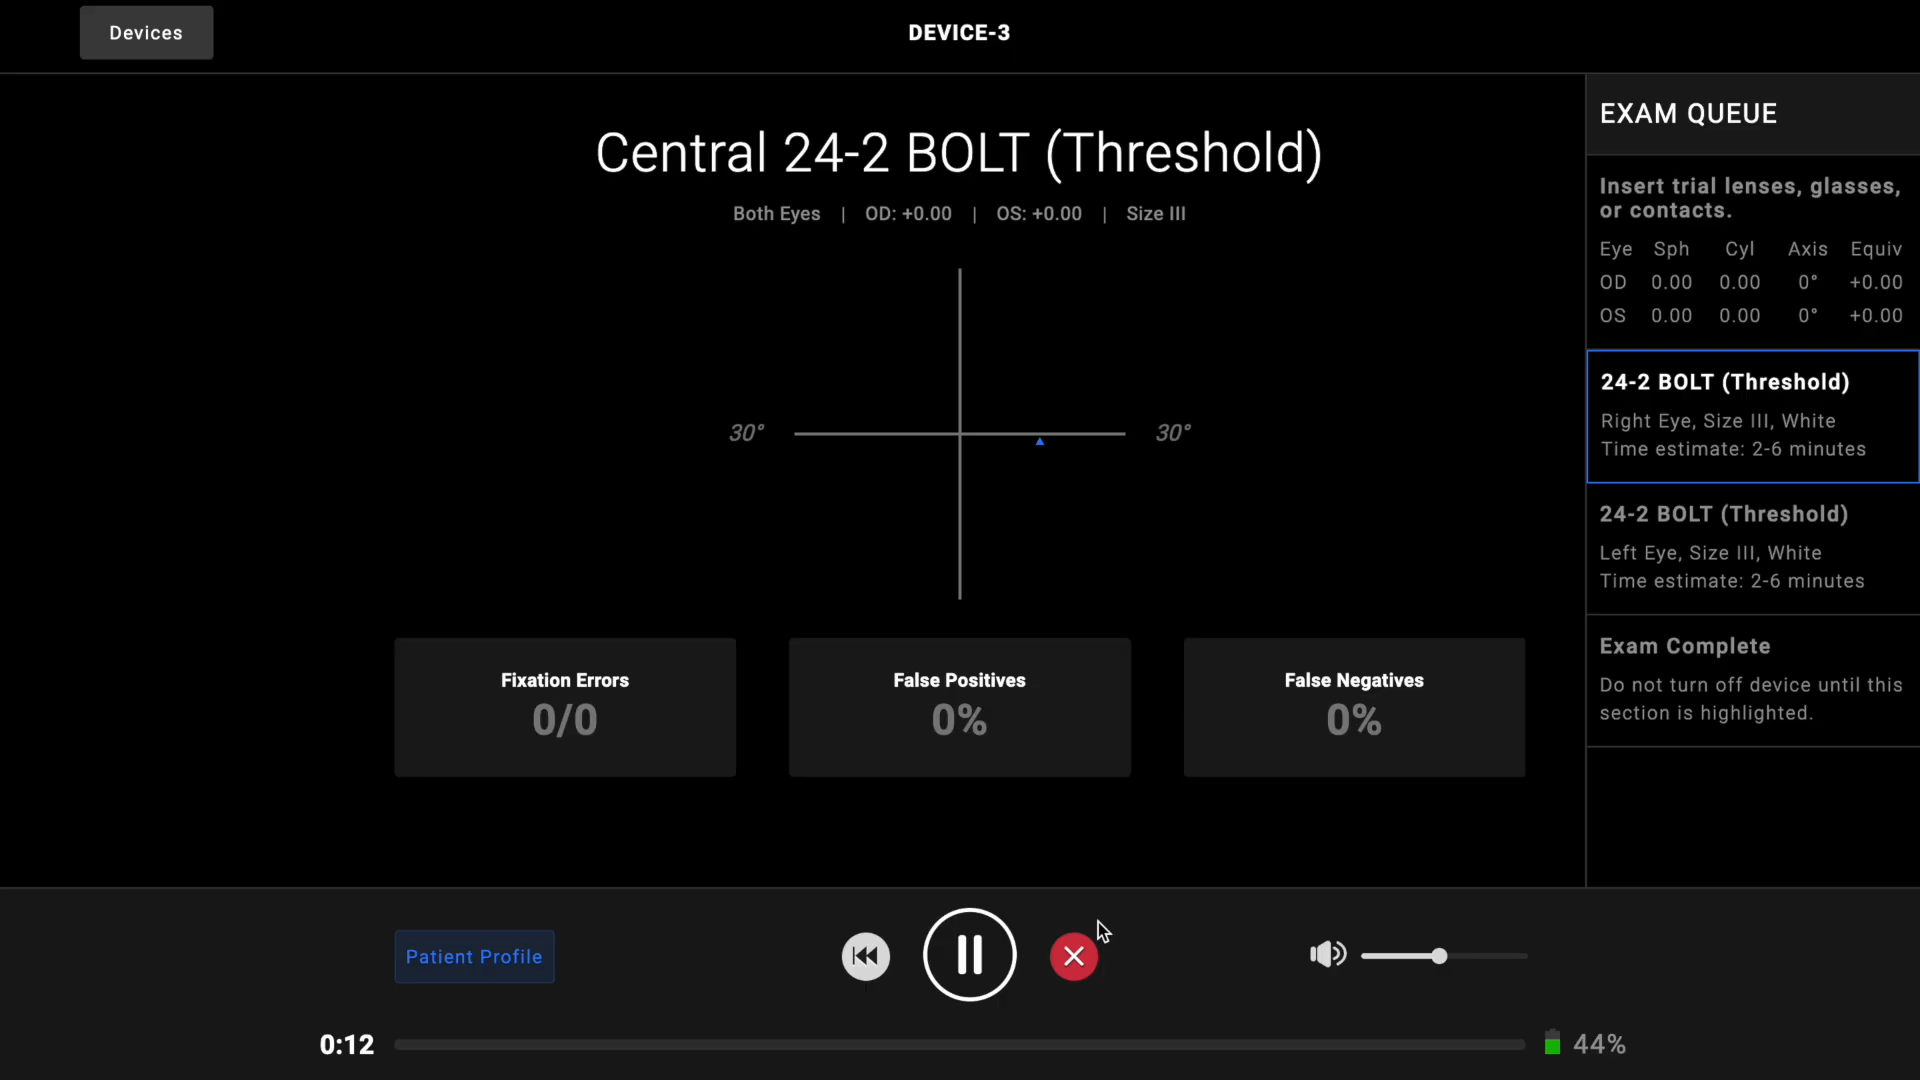 Devices
DEVICE-3
Central 24-2 BOLT (Threshold)
Both Eyes | OD: +0.00 | OS: +0.00 | Size III
30° 30°
Fixation Errors
0/0
False Positives
0%
False Negatives
0%
EXAM QUEUE
Insert trial lenses, glasses,
or contacts.
Eye Sph Cyl Axis Equiv
OD 0.00 0.00 0° +0.00
OS 0.00 0.00 0° +0.00
24-2 BOLT (Threshold)
Right Eye, Size III, White
Time estimate: 2-6 minutes
24-2 BOLT (Threshold)
Left Eye, Size III, White
Time estimate: 2-6 minutes
Exam Complete
Do not turn off device until this
section is highlighted.
Patient Profile
0:12
44%